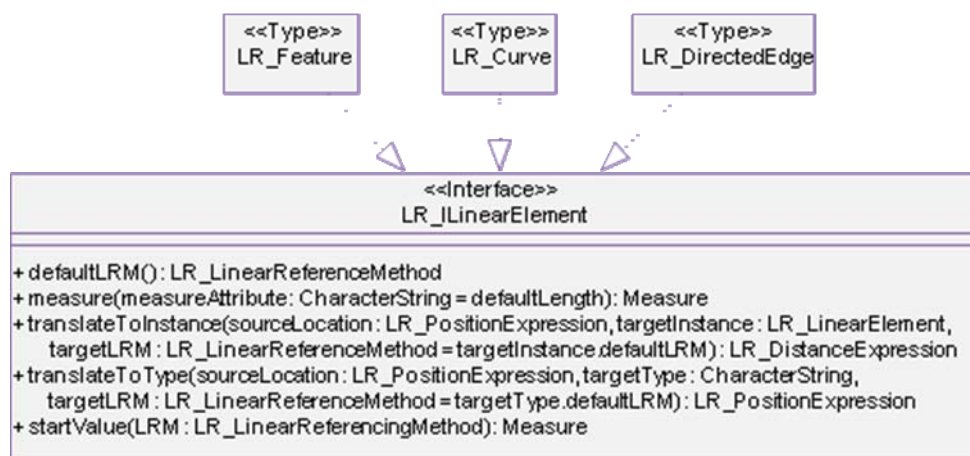 <<Type>>
LR_Feature
<<Type>>
LR_Curve
<<Type>>
LR_DirectedEdge
<<Interface>>
LR_ILinearElement
+ defaultLRM(): LR_LinearReferenceMethod
+ measure(measureAttribute: CharacterString = defaultLength): Measure
+ translateToInstance(sourceLocation: LR_PositionExpression, targetInstance: LR_LinearElement,
targetLRM: LR_LinearReferenceMethod = targetInstance.defaultLRM): LR_DistanceExpression
+ translateToType(sourceLocation: LR_PositionExpression, targetType: CharacterString,
targetLRM: LR_LinearReferenceMethod = targetType.defaultLRM): LR_PositionExpression
+ startValue(LRM: LR_LinearReferencingMethod): Measure